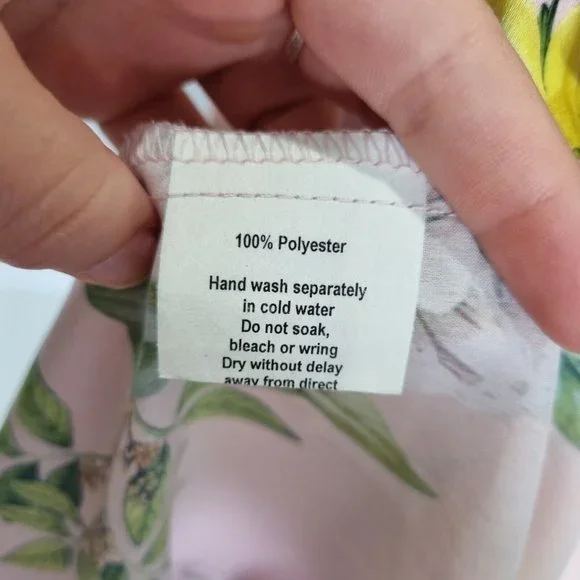 100% Polyester
Hand wash separately
in cold water
Do not soak,
bleach or wring
Dry without delay
away from direct